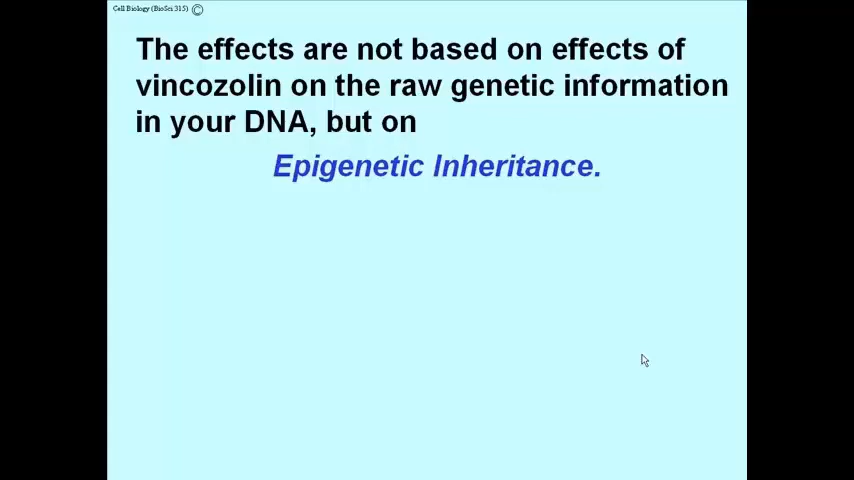 Cell Biology (BioSci 315) ©
The effects are not based on effects of
vincozolin on the raw genetic information
in your DNA, but on
Epigenetic Inheritance.